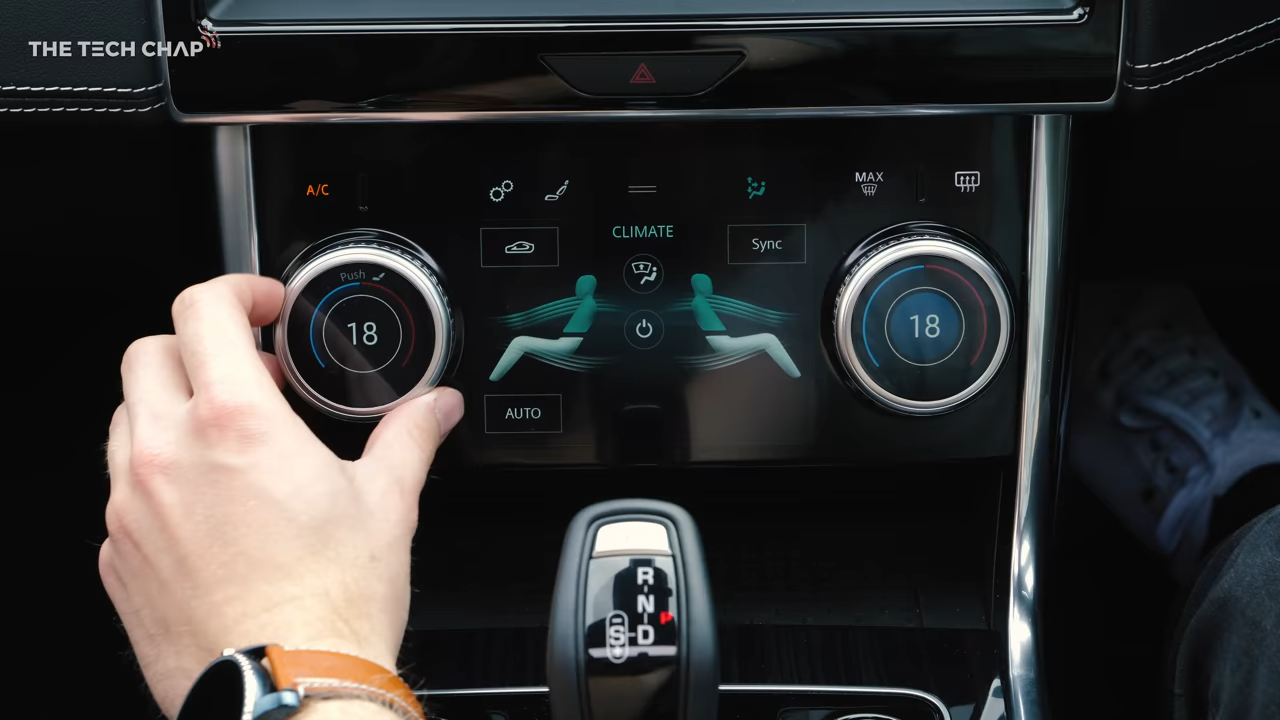 THE TECH CHAP
A/C
MAX
CLIMATE
Sync
Push
18
18
AUTO
R
N
S D